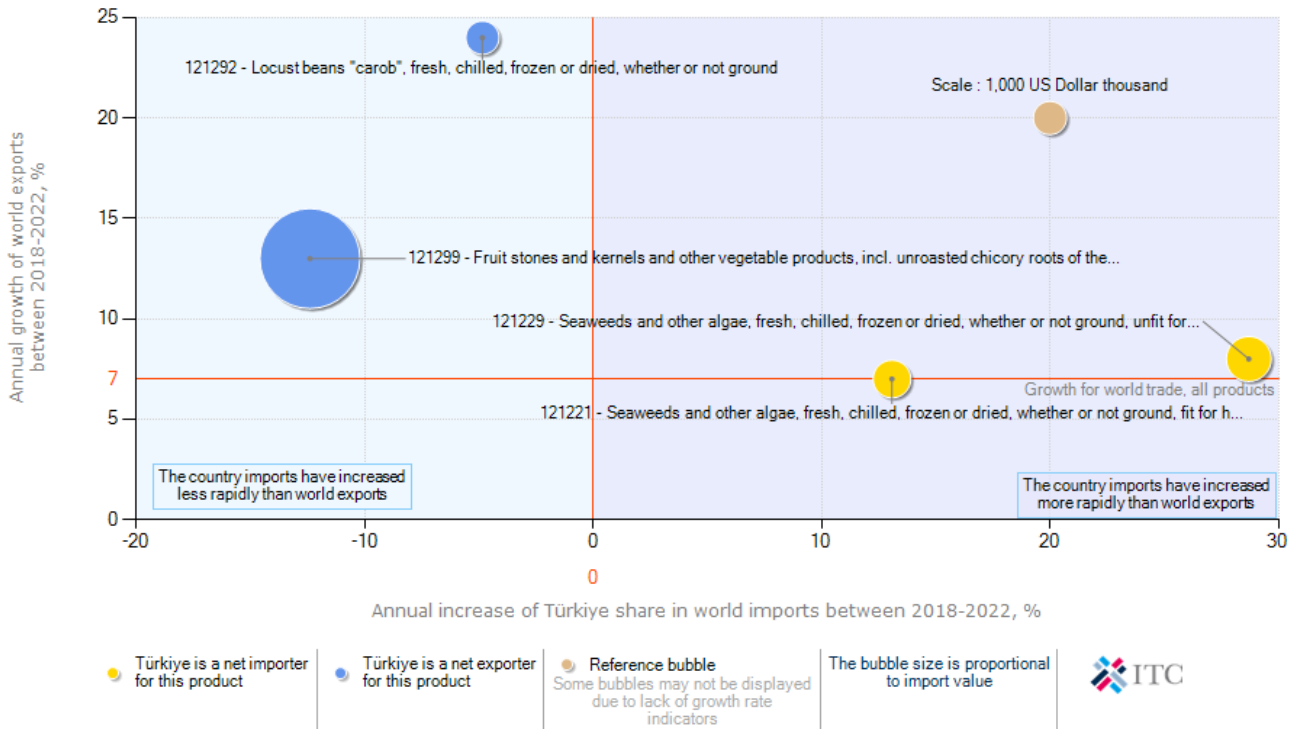 25
121292 - Locust beans "carob", fresh, chilled, frozen or dried, whether or not ground
Scale : 1,000 US Dollar thousand
20
15
121299 - Fruit stones and kernels and other vegetable products, incl. unroasted chicory roots of the...
10
121229 - Seaweeds and other algae, fresh, chilled, frozen or dried, whether or not ground, unfit for...
7
Growth for world trade, all products
5
121221 - Seaweeds and other algae, fresh, chilled, frozen or dried, whether or not ground, fit for h...
The country imports have increased
less rapidly than world exports
The country imports have increased
more rapidly than world exports
0
-20
-10
0
10
20
30
0
Annual growth of world exports
between 2018-2022, %
Annual increase of Türkiye share in world imports between 2018-2022, %
Türkiye is a net importer
for this product
Türkiye is a net exporter
for this product
Reference bubble
Some bubbles may not be displayed
due to lack of growth rate
indicators
The bubble size is proportional
to import value
ITC